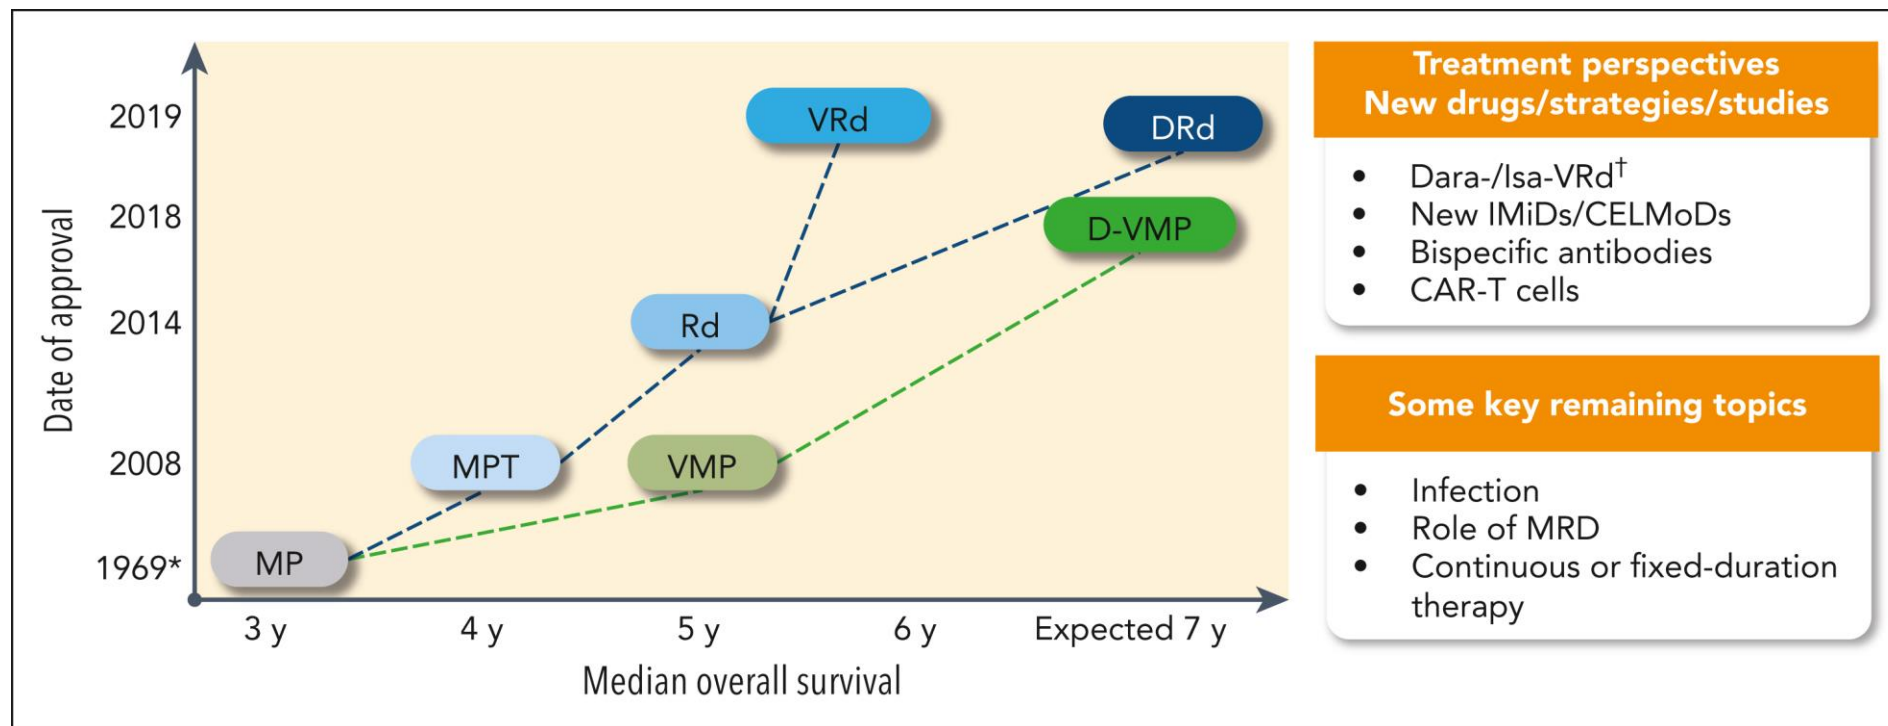 Date of approval
2019
2018
2014
2008
1969*
VRd
DRd
D-VMP
Rd
MPT
VMP
MP
3 y
4 y
5 y
6 y
Expected 7 y
Median overall survival
Treatment perspectives
New drugs/strategies/studies
• Dara-/Isa-VRd†
• New IMiDs/CELMoDs
• Bispecific antibodies
• CAR-T cells
Some key remaining topics
• Infection
• Role of MRD
• Continuous or fixed-duration
therapy